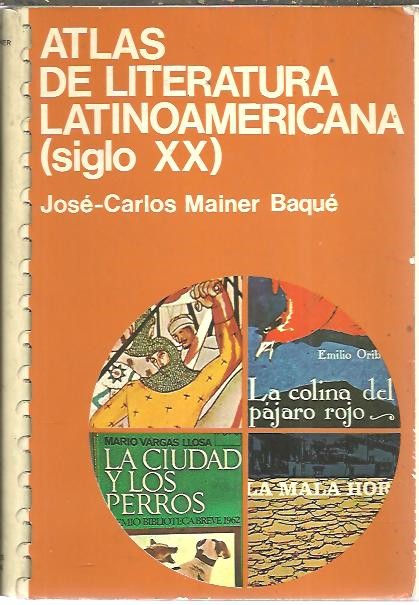 ATLAS
DE LITERATURA
LATINOAMERICANA
(siglo XX)
José-Carlos Mainer Baqué
Emilio Orib
La colina del
pájaro rojo
MARIO VARGAS LLOSA
LA CIUDAD
Y LOS
PERROS
EMIO BIBLIOTECA BREVE 1962
LA MALA HOR